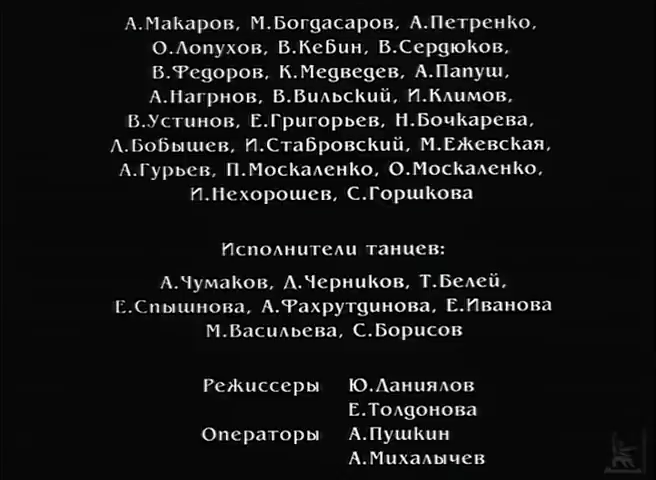 А.Макаров, М.Богдасаров, А.Петренко,
О.Лопухов, В.Кебин, В.Сердюков,
В.Федоров, К.Медведев, А.Папуш,
А.Нагрнов, В.Вильский, И.Климов,
В.Устинов, Е.Григорьев, Н.Бочкарева,
Л.Бобышев, И.Стабровский, М.Ежевская,
А.Гурьев, П.Москаленко, О.Москаленко,
И.Нехорошев, С.Горшкова
Исполнители танцев:
А.Чумаков, Д.Черников, Т.Белей,
Е.Спышнова, А.Фахрутдинова, Е.Иванова
М.Васильева, С.Борисов
Режиссеры Ю.Даниялов
Е.Толдонова
Операторы А.Пушкин
А.Михалычев